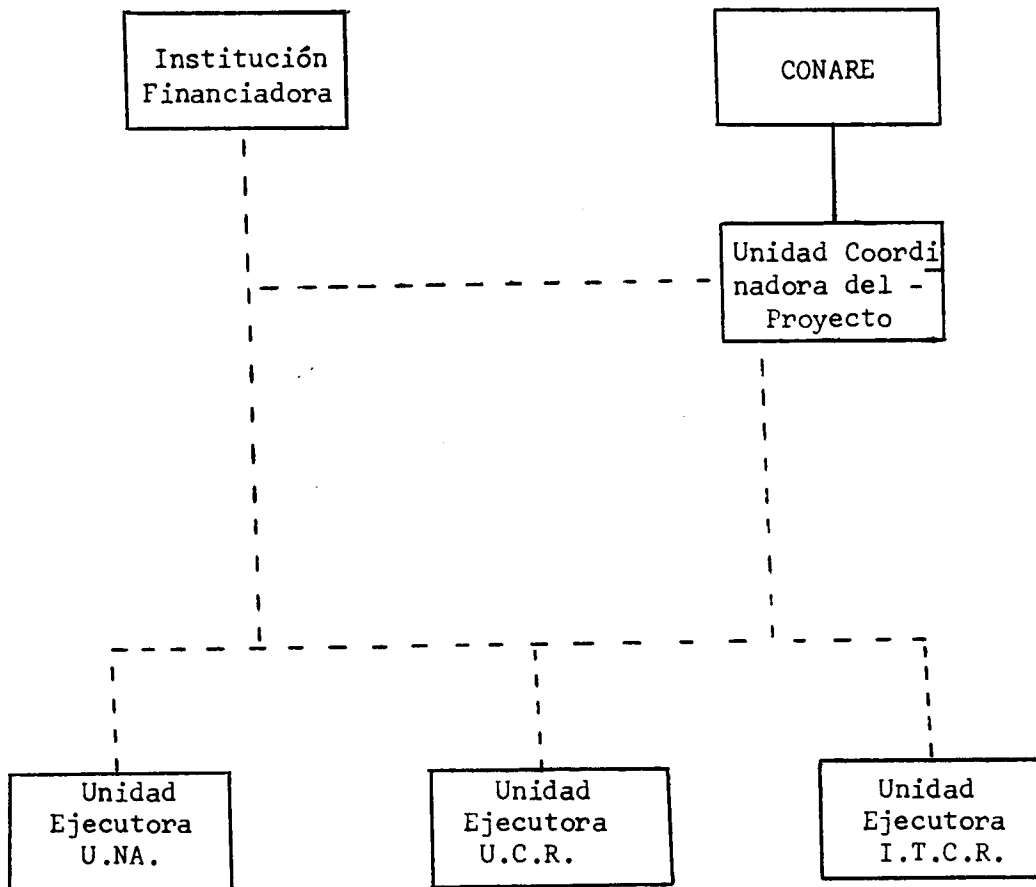 Institución
Financiadora
CONARE
Unidad Coordi
nadora del -
Proyecto
Unidad
Ejecutora
U.NA.
Unidad
Ejecutora
U.C.R.
Unidad
Ejecutora
I.T.C.R.